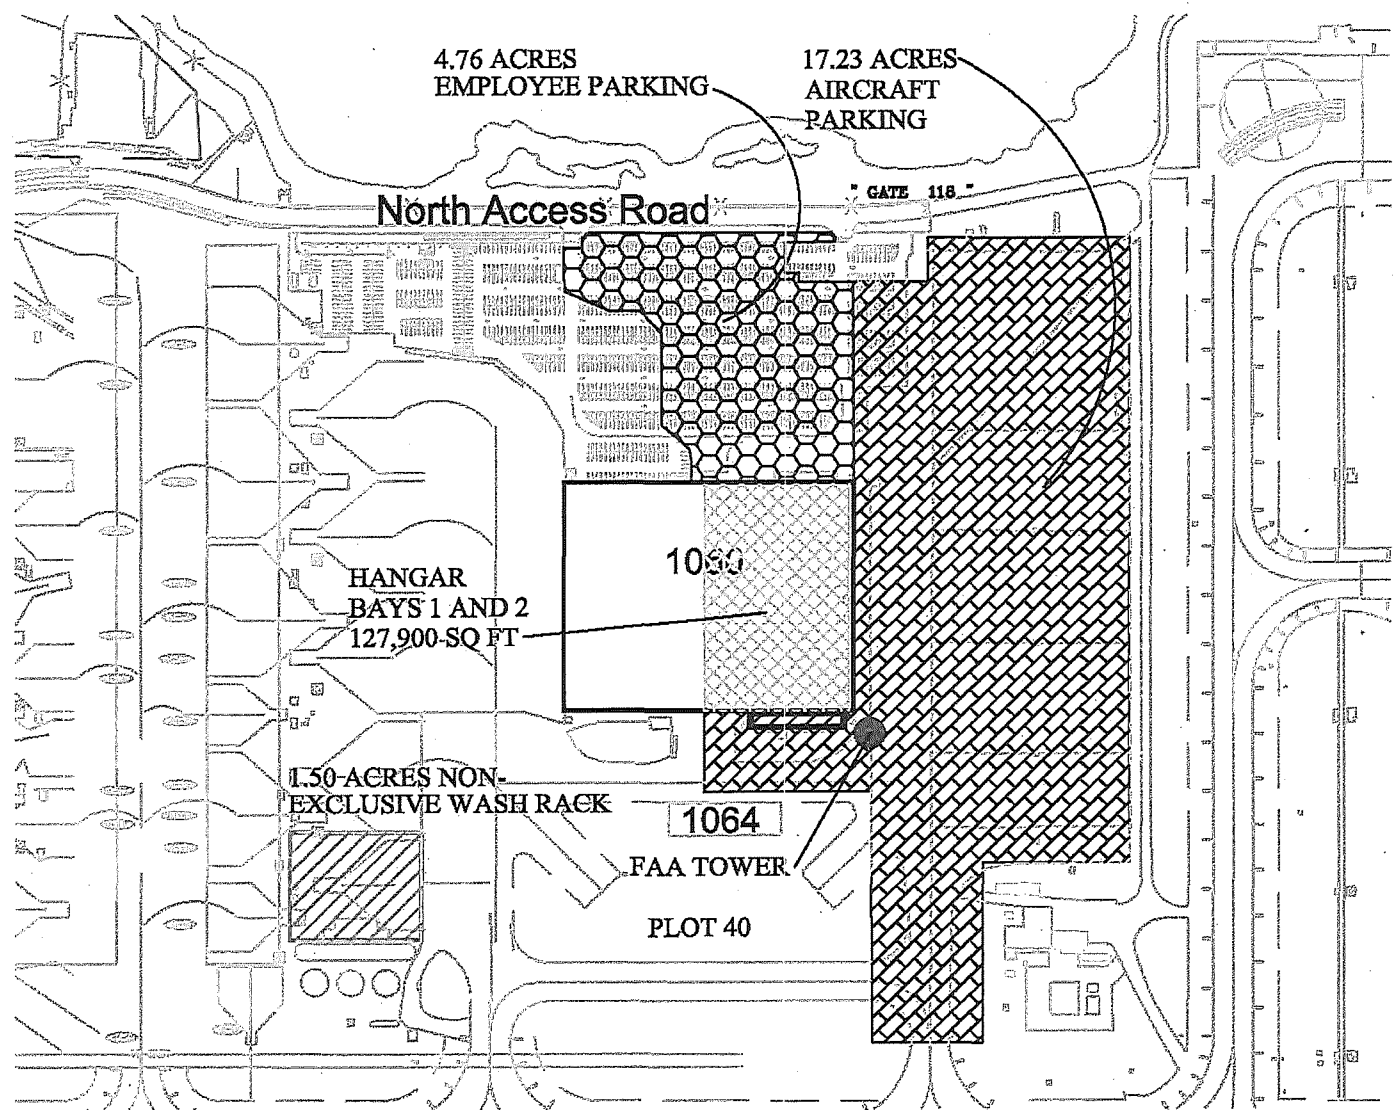 4.76 ACRES
EMPLOYEE PARKING
17.23 ACRES
AIRCRAFT
PARKING
" GATE 118 "
North Access Road
1060
HANGAR
BAYS 1 AND 2
127,900-SQ FT
1.50-ACRES NON-
EXCLUSIVE WASH RACK
1064
FAA TOWER
PLOT 40